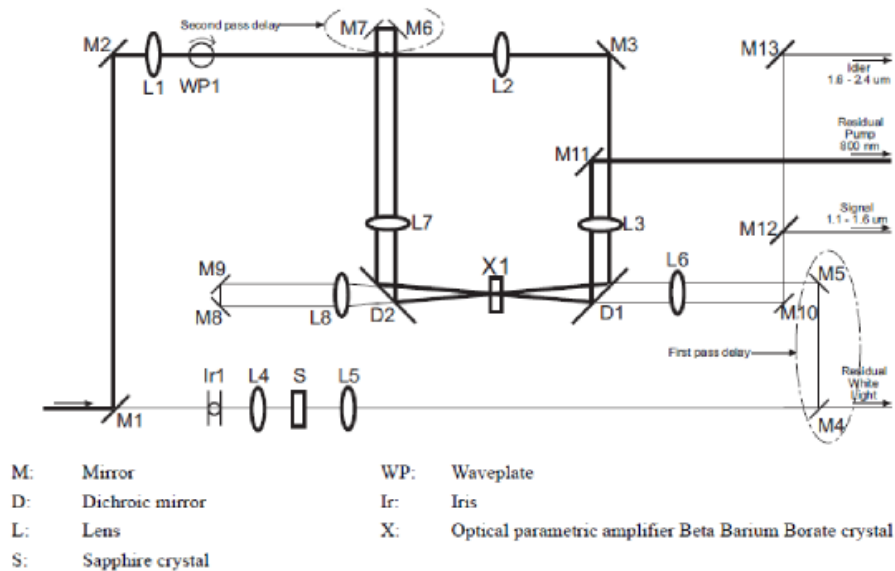 Second pass delay
M7 M6
M2 M3 M13
L1 WP1 L2
Idler
1.6 - 2.4 um
Residual
Pump
800 nm
M11
Signal
1.1 - 1.6 um
L7 L3 M12
X1 L6 M5
M9
M8 L8 D2 D1 M10
First pass delay
Residual
White
Light
Ir1 L4 S L5
M1 M4
M: Mirror WP: Waveplate
D: Dichroic mirror Ir: Iris
L: Lens X: Optical parametric amplifier Beta Barium Borate crystal
S: Sapphire crystal